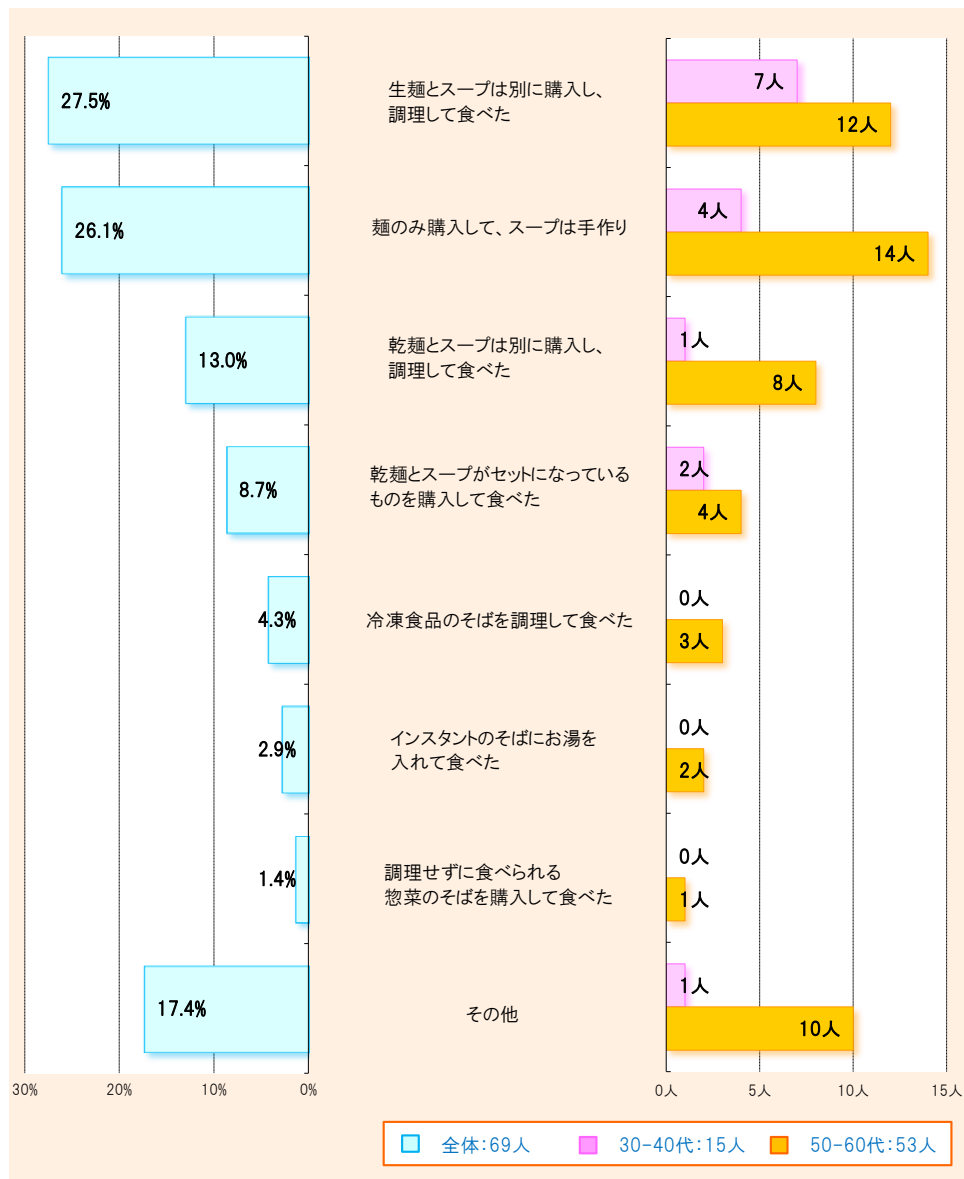 27.5%
生麺とスープは別に購入し、
調理して食べた
7人
12人
26.1%
麺のみ購入して、スープは手作り
4人
14人
13.0%
乾麺とスープは別に購入し、
調理して食べた
1人
8人
8.7%
乾麺とスープがセットになっている
ものを購入して食べた
2人
4人
4.3%
冷凍食品のそばを調理して食べた
0人
3人
2.9%
インスタントのそばにお湯を
入れて食べた
0人
2人
1.4%
調理せずに食べられる
惣菜のそばを購入して食べた
0人
1人
17.4%
その他
1人
10人
30% 20% 10% 0%
0人 5人 10人 15人
全体:69人 30-40代:15人 50-60代:53人